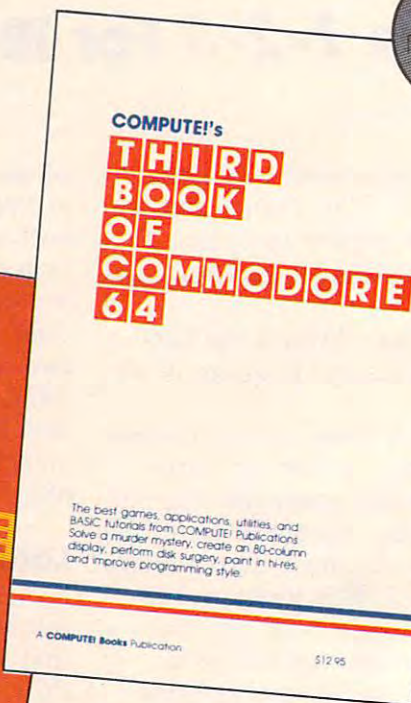 COMPUTE!'s
THIRD
BOOK
OF
COMMODORE
64
The best games, applications, utilities, and
BASIC tutorials from COMPUTE! Publications
Solve a murder mystery, create an 80-column
display, perform disk surgery, paint in hi-res,
and improve programming style.
A COMPUTE! Books Publication
$12.95